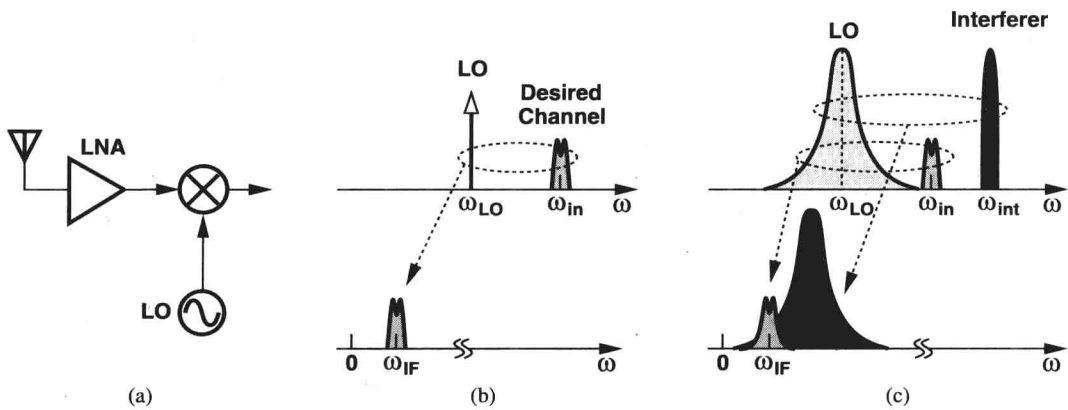 LNA
LO
(a)
LO
Desired
Channel
ω_LO
ω_in
ω
0
ω_IF
ω
(b)
LO
Interferer
ω_LO
ω_in
ω_int
ω
0
ω_IF
ω
(c)